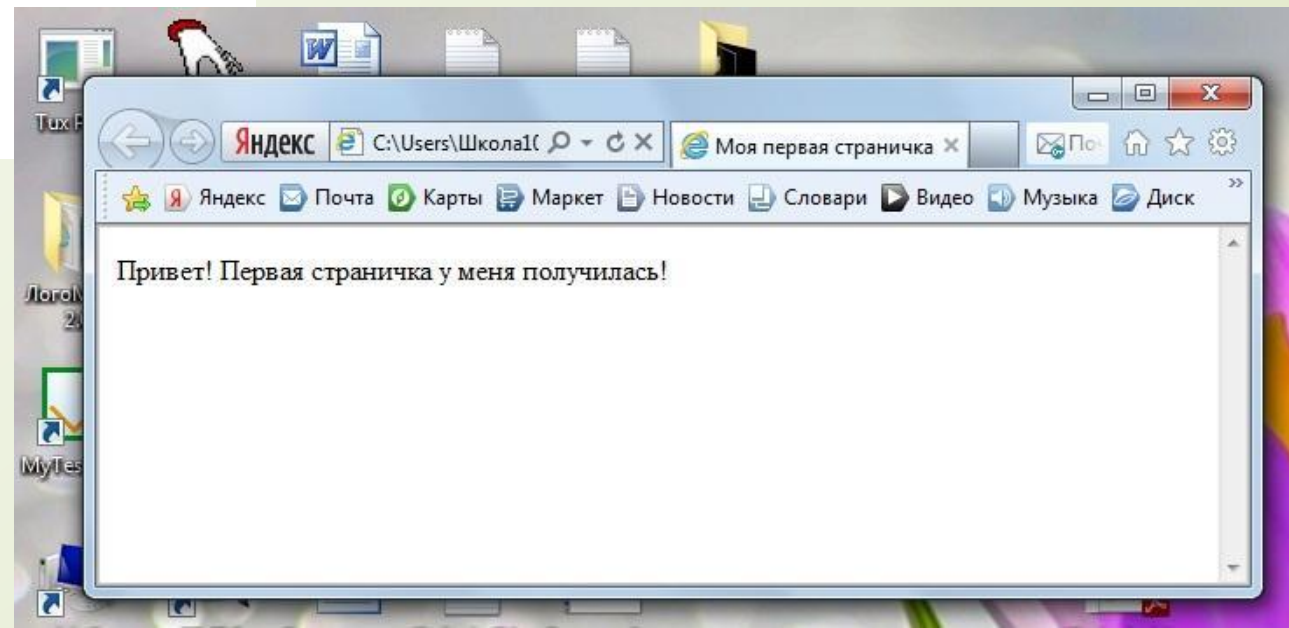 Tux
Яндекс C:\Users\Школа1 Моя первая страничка
Яндекс Почта Карты Маркет Новости Словари Видео Музыка Диск
Привет! Первая страничка у меня получилась!